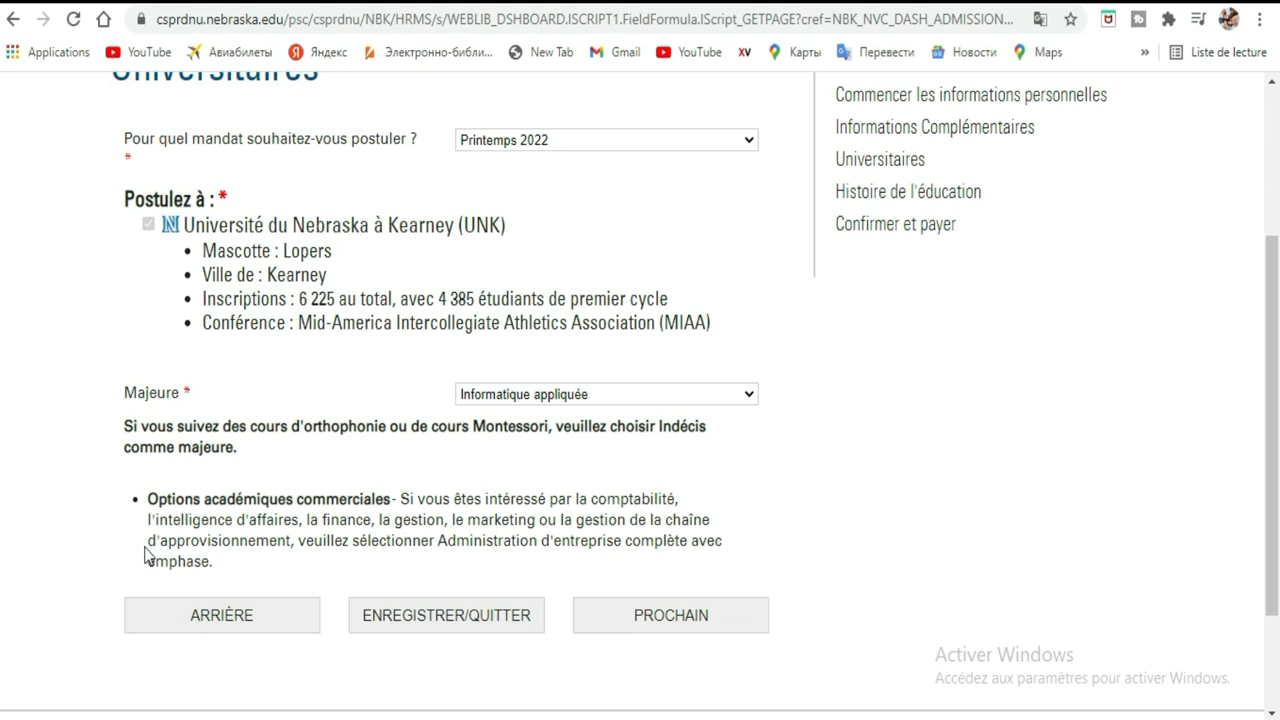 csprdnu.nebraska.edu/psc/csprdnu/NBK/HRMS/s/WEBLIB_DSHBOARD.ISCRIPT1.FieldFormula.IScript_GETPAGE?cref=NBK_NVC_DASH_ADMISSION...
Applications YouTube Авиабилеты Яндекс Электронно-библи... New Tab Gmail YouTube XV Карты Перевести Новости Maps » Liste de lecture
Universitaires
Pour quel mandat souhaitez-vous postuler ?
*
Printemps 2022
Postulez à : *
Université du Nebraska à Kearney (UNK)
• Mascotte : Lopers
• Ville de : Kearney
• Inscriptions : 6 225 au total, avec 4 385 étudiants de premier cycle
• Conférence : Mid-America Intercollegiate Athletics Association (MIAA)
Majeure *
Informatique appliquée
Si vous suivez des cours d'orthophonie ou de cours Montessori, veuillez choisir Indécis
comme majeure.
• Options académiques commerciales- Si vous êtes intéressé par la comptabilité,
l'intelligence d'affaires, la finance, la gestion, le marketing ou la gestion de la chaîne
d'approvisionnement, veuillez sélectionner Administration d'entreprise complète avec
emphase.
ARRIÈRE ENREGISTRER/QUITTER PROCHAIN
Commencer les informations personnelles
Informations Complémentaires
Universitaires
Histoire de l'éducation
Confirmer et payer
Activer Windows
Accédez aux paramètres pour activer Windows.